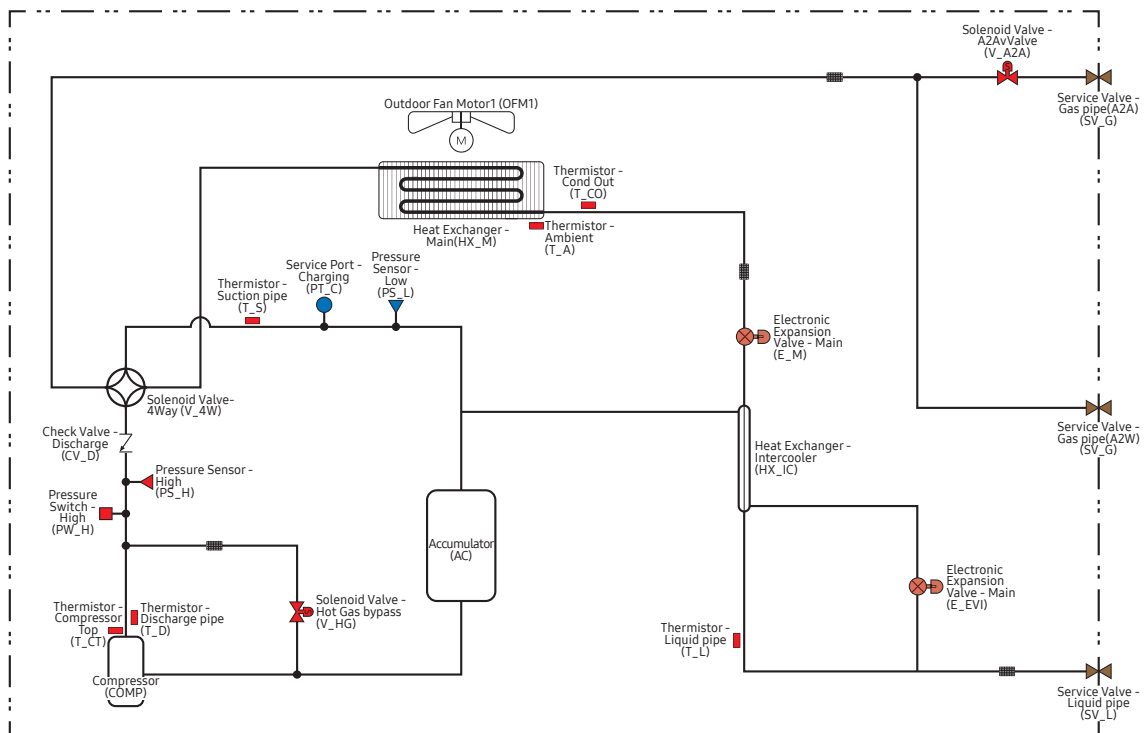 Solenoid Valve -
A2AvValve
(V_A2A)
S
Service Valve -
Gas pipe(A2A)
(SV_G)
Outdoor Fan Motor1 (OFM1)
M
Thermistor -
Cond Out
(T_CO)
Heat Exchanger -
Main(HX_M)
Thermistor -
Ambient
(T_A)
Thermistor -
Suction pipe
(T_S)
Service Port -
Charging
(PT_C)
Pressure
Sensor -
Low
(PS_L)
Electronic
Expansion
Valve - Main
(E_M)
Solenoid Valve-
4Way (V_4W)
Check Valve -
Discharge
(CV_D)
Service Valve -
Gas pipe(A2W)
(SV_G)
Heat Exchanger -
Intercooler
(HX_IC)
Pressure Sensor -
High
(PS_H)
Pressure
Switch -
High
(PW_H)
Accumulator
(AC)
Thermistor -
Compressor
Top
(T_CT)
Thermistor -
Discharge pipe
(T_D)
Solenoid Valve -
Hot Gas bypass
(V_HG)
S
Electronic
Expansion
Valve - Main
(E_EVI)
Thermistor -
Liquid pipe
(T_L)
Compressor
(COMP)
Service Valve -
Liquid pipe
(SV_L)